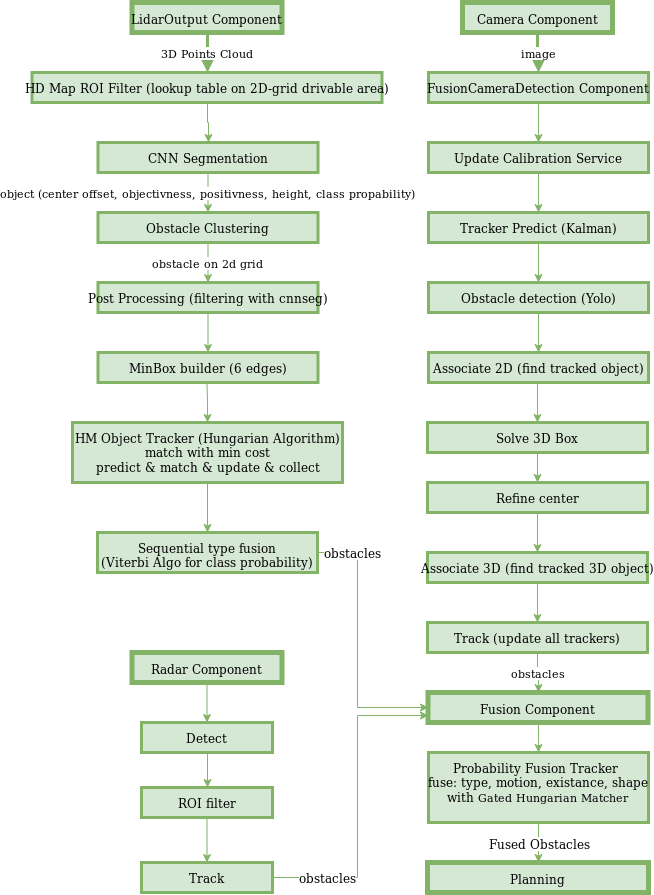 LidarOutput Component
3D Points Cloud
HD Map ROI Filter (lookup table on 2D-grid drivable area)
CNN Segmentation
object (center offset, objectivness, positivness, height, class propability)
Obstacle Clustering
obstacle on 2d grid
Post Processing (filtering with cnnseg)
MinBox builder (6 edges)
HM Object Tracker (Hungarian Algorithm)
match with min cost
predict & match & update & collect
Sequential type fusion
(Viterbi Algo for class probability)
obstacles
Radar Component
Detect
ROI filter
Track
obstacles
Camera Component
image
FusionCameraDetection Component
Update Calibration Service
Tracker Predict (Kalman)
Obstacle detection (Yolo)
Associate 2D (find tracked object)
Solve 3D Box
Refine center
Associate 3D (find tracked 3D object)
Track (update all trackers)
obstacles
Fusion Component
Probability Fusion Tracker
fuse: type, motion, existance, shape
with Gated Hungarian Matcher
Fused Obstacles
Planning